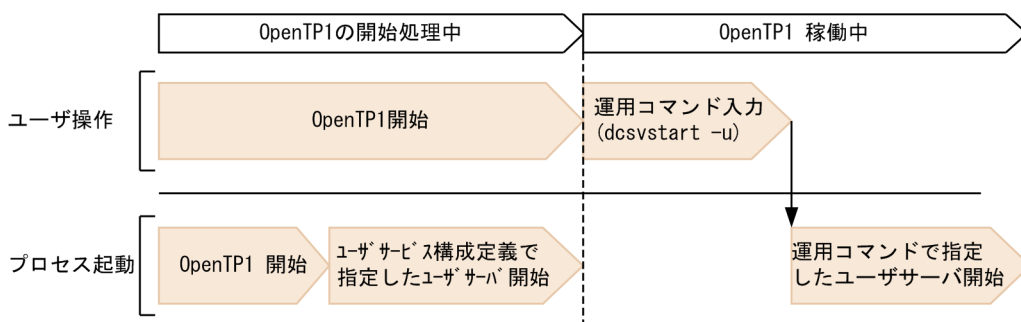 OpenTP1の開始処理中
OpenTP1 稼働中
ユーザ操作
OpenTP1開始
運用コマンド入力
(dcsvstart -u)
プロセス起動
OpenTP1 開始
ﾕｰｻﾞｻｰﾋﾞｽ構成定義で
指定したﾕｰｻﾞｻｰﾊﾞ開始
運用コマンドで指定
したユーザサーバ開始